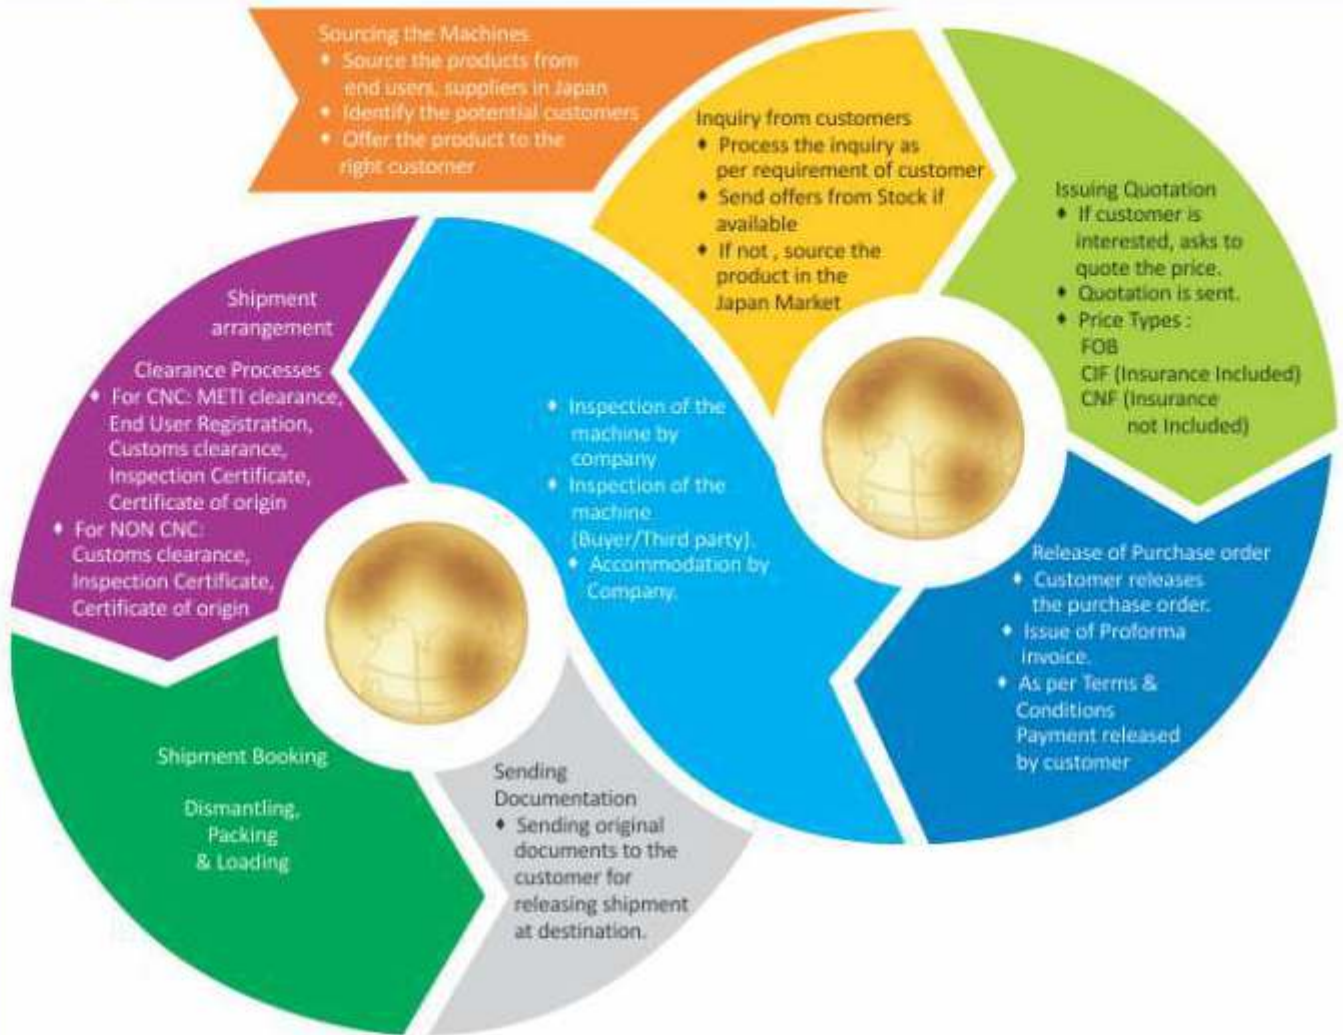 Sourcing the Machines
♦ Source the products from
end users, suppliers in Japan
♦ Identify the potential customers
♦ Offer the product to the
right customer
Inquiry from customers
♦ Process the inquiry as
per requirement of customer
♦ Send offers from Stock if
available
♦ If not , source the
product in the
Japan Market
Issuing Quotation
♦ If customer is
interested, asks to
quote the price.
♦ Quotation is sent.
♦ Price Types :
FOB
CIF (Insurance Included)
CNF (Insurance
not Included)
Release of Purchase order
♦ Customer releases
the purchase order.
♦ Issue of Proforma
invoice.
♦ As per Terms &
Conditions
Payment released
by customer
♦ Inspection of the
machine by
company
♦ Inspection of the
machine
(Buyer/Third party).
♦ Accommodation by
Company.
Shipment
arrangement
Clearance Processes
♦ For CNC: METI clearance,
End User Registration,
Customs clearance,
Inspection Certificate,
Certificate of origin
♦ For NON CNC:
Customs clearance,
Inspection Certificate,
Certificate of origin
Shipment Booking
Dismantling,
Packing
& Loading
Sending
Documentation
♦ Sending original
documents to the
customer for
releasing shipment
at destination.